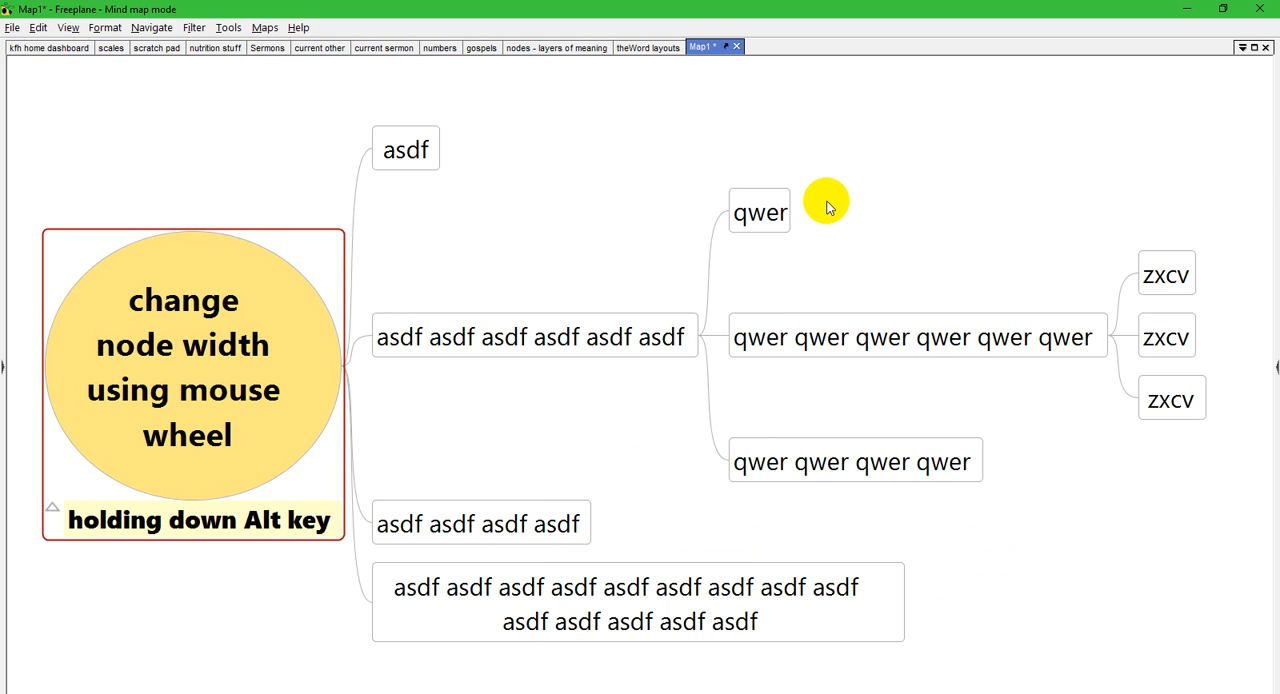 Map1* - Freeplane - Mind map mode
File Edit View Format Navigate Filter Tools Maps Help
kfh home dashboard scales scratch pad nutrition stuff Sermons current other current sermon numbers gospels nodes - layers of meaning theWord layouts Map1 *
asdf
qwer
zxcv
change
node width
using mouse
wheel
holding down Alt key
asdf asdf asdf asdf asdf asdf
qwer qwer qwer qwer qwer qwer
zxcv
zxcv
qwer qwer qwer qwer
asdf asdf asdf asdf
asdf asdf asdf asdf asdf asdf asdf asdf asdf
asdf asdf asdf asdf asdf